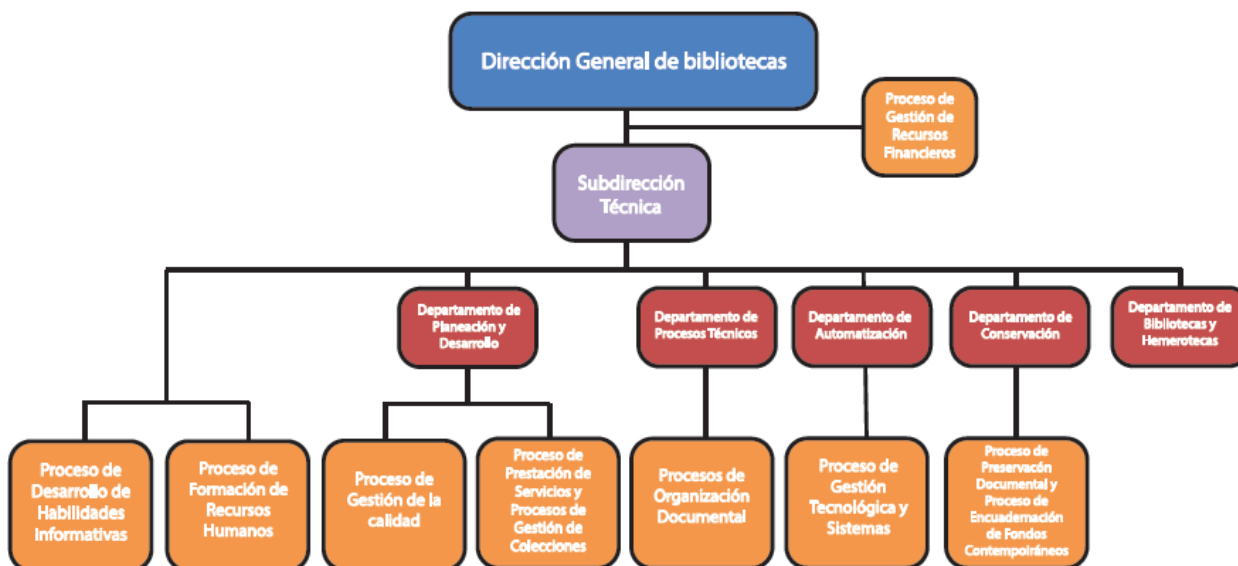 Dirección General de bibliotecas
Proceso de
Gestión de
Recursos
Financieros
Subdirección
Técnica
Departamento de
Planeación y
Desarrollo
Departamento de
Procesos Técnicos
Departamento de
Automatización
Departamento de
Conservación
Departamento de
Bibliotecas y
Hemerotecas
Proceso de
Desarrollo de
Habilidades
Informativas
Proceso de
Formación de
Recursos
Humanos
Proceso de
Gestión de la
calidad
Proceso de
Prestación de
Servicios y
Procesos de
Gestión de
Colecciones
Procesos de
Organización
Documental
Proceso de
Gestión
Tecnológica y
Sistemas
Proceso de
Preservacón
Documental y
Proceso de
Encuadernación
de Fondos
Contempoiráneos